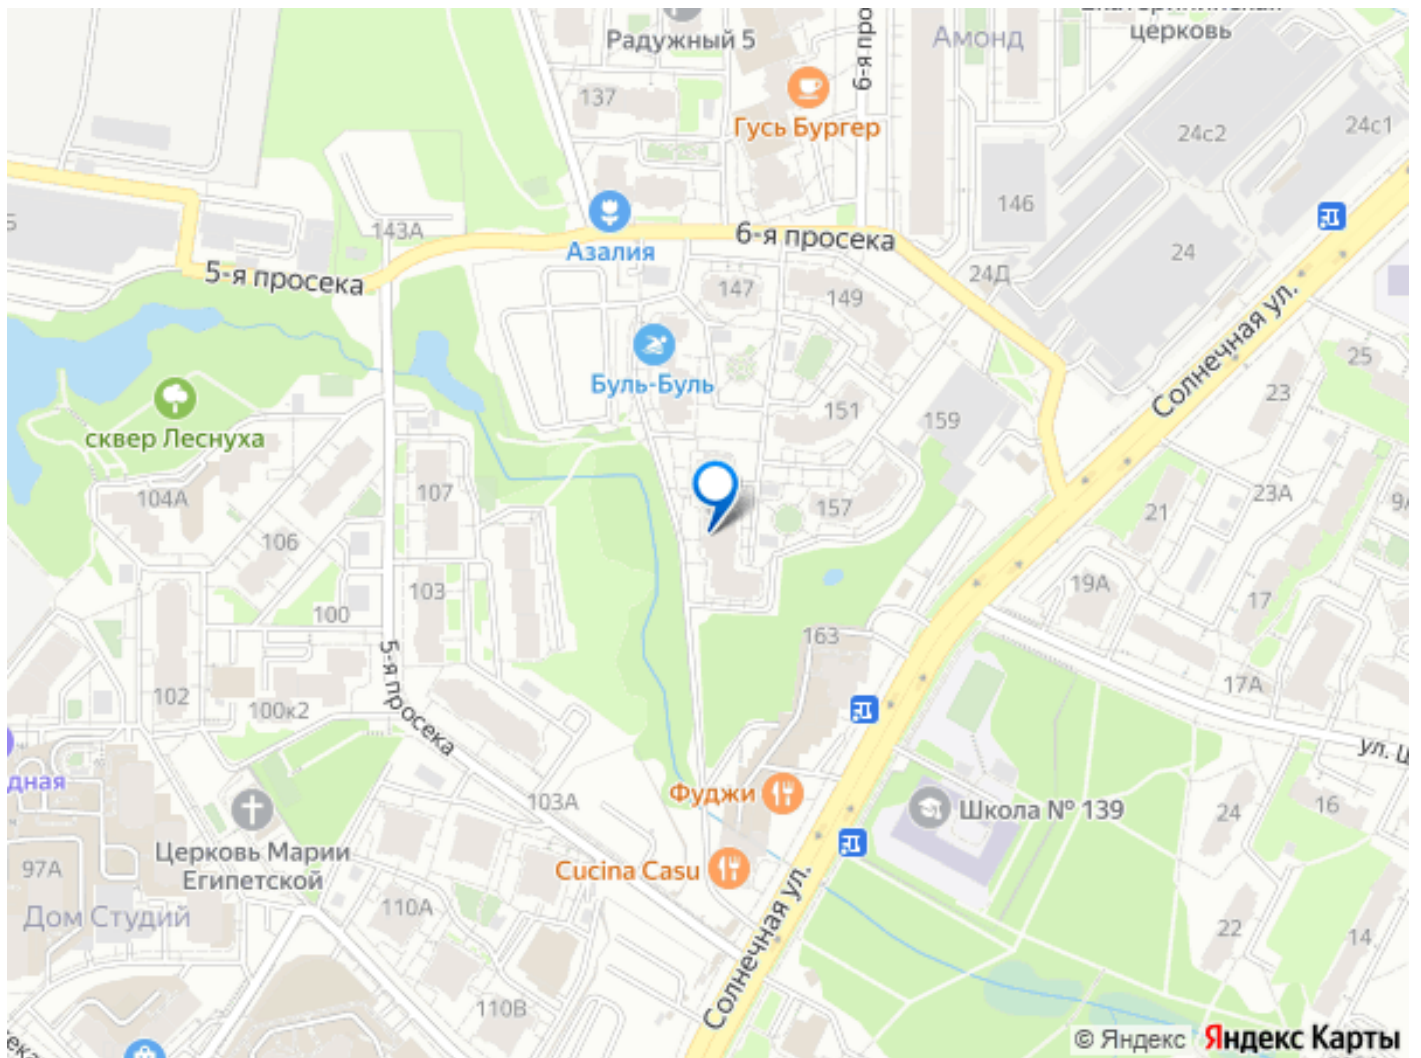 церковь
Радужный 5
Амонд
6-я про
137
Гусь Бургер
24с2
24с1
146
143А
Азалия
6-я просека
24
5-я просека
24Д
147
149
Солнечная ул.
Буль-Буль
25
23
сквер Леснуха
151
159
104А
107
157
23А
21
106
103
19А
17
100
163
5-я просека
102
100к2
17А
дная
ул. Ц
Фуджи
103А
Школа № 139
24
16
Церковь Марии
Египетской
97А
Cucina Casu
Дом Студий
110А
22
14
Солнечная ул.
110В
© Яндекс
Яндекс Карты